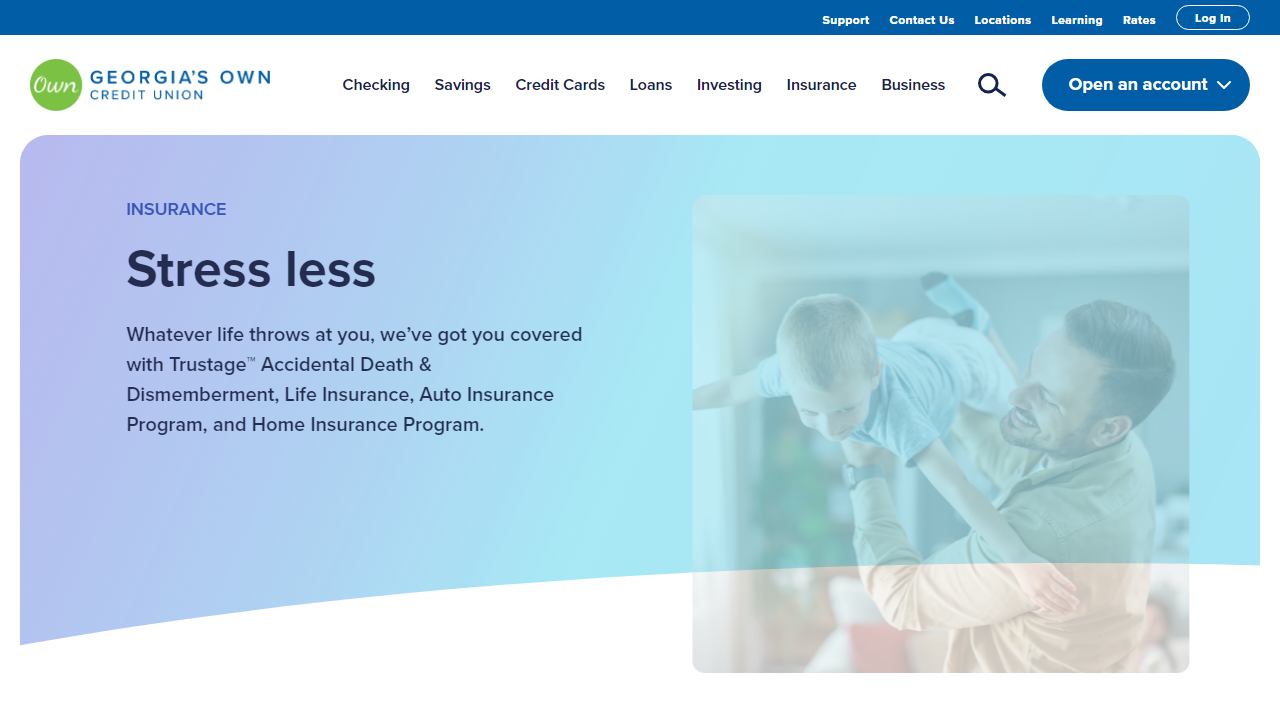 Support Contact Us Locations Learning Rates Log In
Own GEORGIA'S OWN
CREDIT UNION
Checking Savings Credit Cards Loans Investing Insurance Business Open an account
INSURANCE
Stress less
Whatever life throws at you, we’ve got you covered
with Trustage™ Accidental Death &
Dismemberment, Life Insurance, Auto Insurance
Program, and Home Insurance Program.